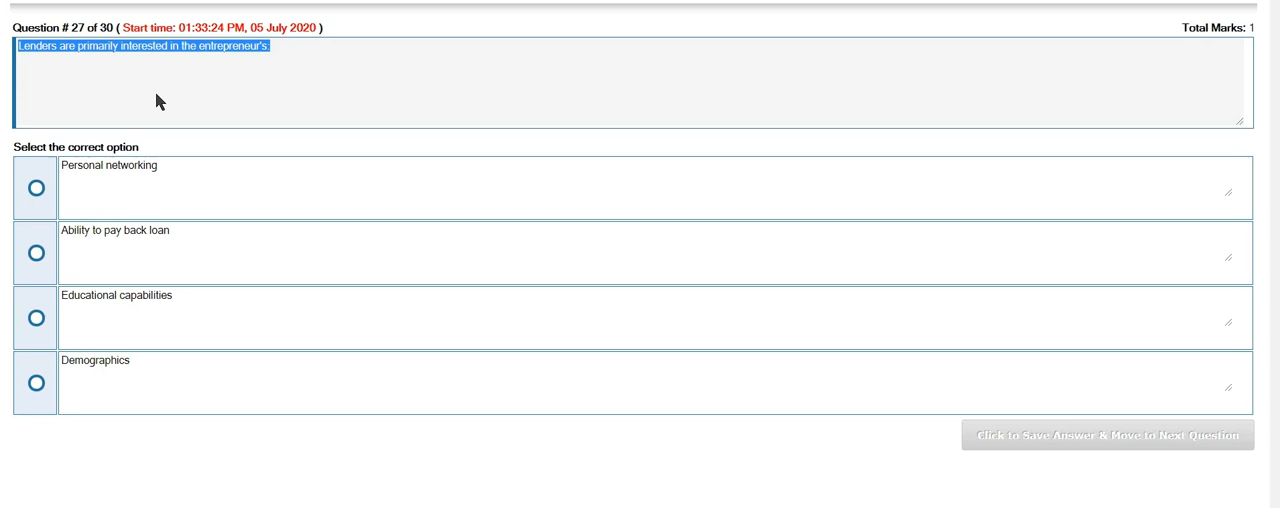 Question # 27 of 30 ( Start time: 01:33:24 PM, 05 July 2020 ) Total Marks: 1
Lenders are primarily interested in the entrepreneur's:
Select the correct option
Personal networking
Ability to pay back loan
Educational capabilities
Demographics
Click to Save Answer & Move to Next Question